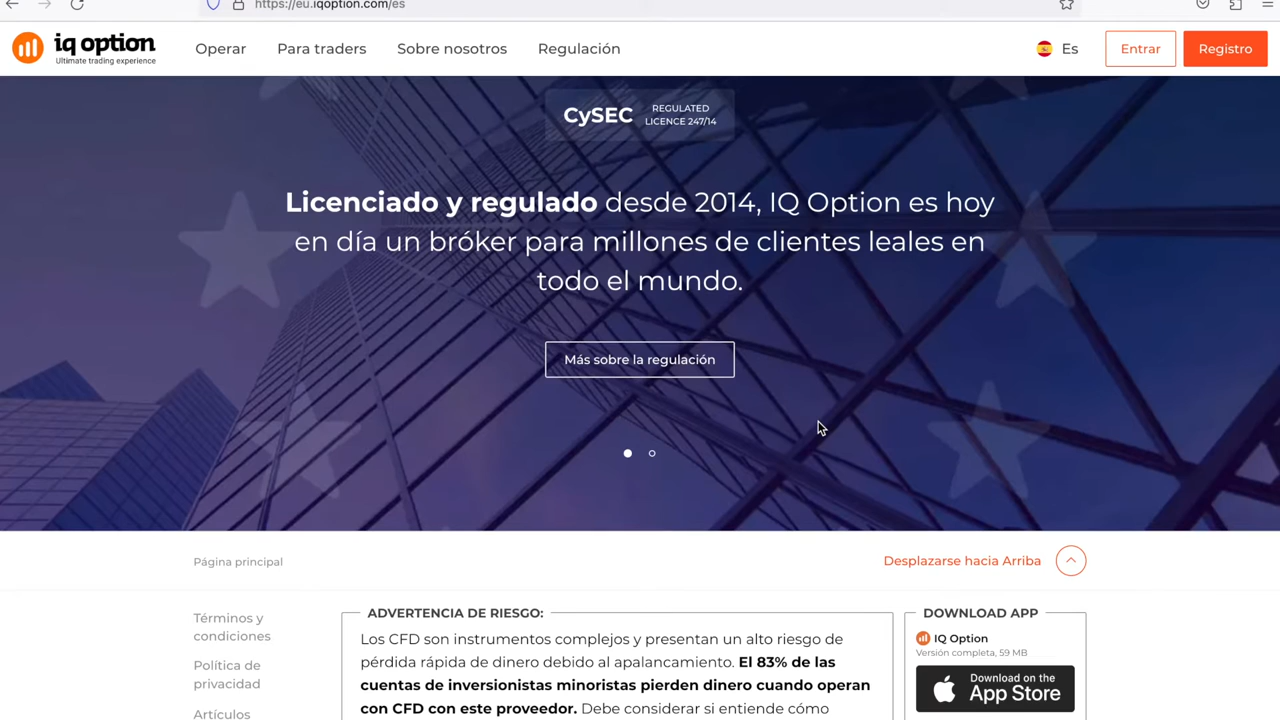 https://eu.iqoption.com/es
iq option
Ultimate trading experience
Operar
Para traders
Sobre nosotros
Regulación
Es
Entrar
Registro
CySEC
REGULATED
LICENCE 247/14
Licenciado y regulado desde 2014, IQ Option es hoy
en día un bróker para millones de clientes leales en
todo el mundo.
Más sobre la regulación
Página principal
Desplazarse hacia Arriba
Términos y
condiciones
Política de
privacidad
Artículos
ADVERTENCIA DE RIESGO:
Los CFD son instrumentos complejos y presentan un alto riesgo de
pérdida rápida de dinero debido al apalancamiento. El 83% de las
cuentas de inversionistas minoristas pierden dinero cuando operan
con CFD con este proveedor. Debe considerar si entiende cómo
DOWNLOAD APP
IQ Option
Versión completa, 59 MB
Download on the
App Store